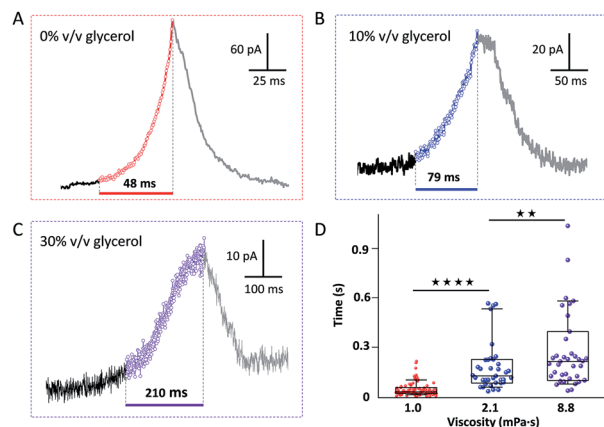 A
0% v/v glycerol
60 pA
25 ms
48 ms
B
10% v/v glycerol
20 pA
50 ms
79 ms
C
30% v/v glycerol
10 pA
100 ms
210 ms
D
★★
★★★★
0.9
0.6
0.3
0
Time (s)
1.0 2.1 8.8
Viscosity (mPa·s)